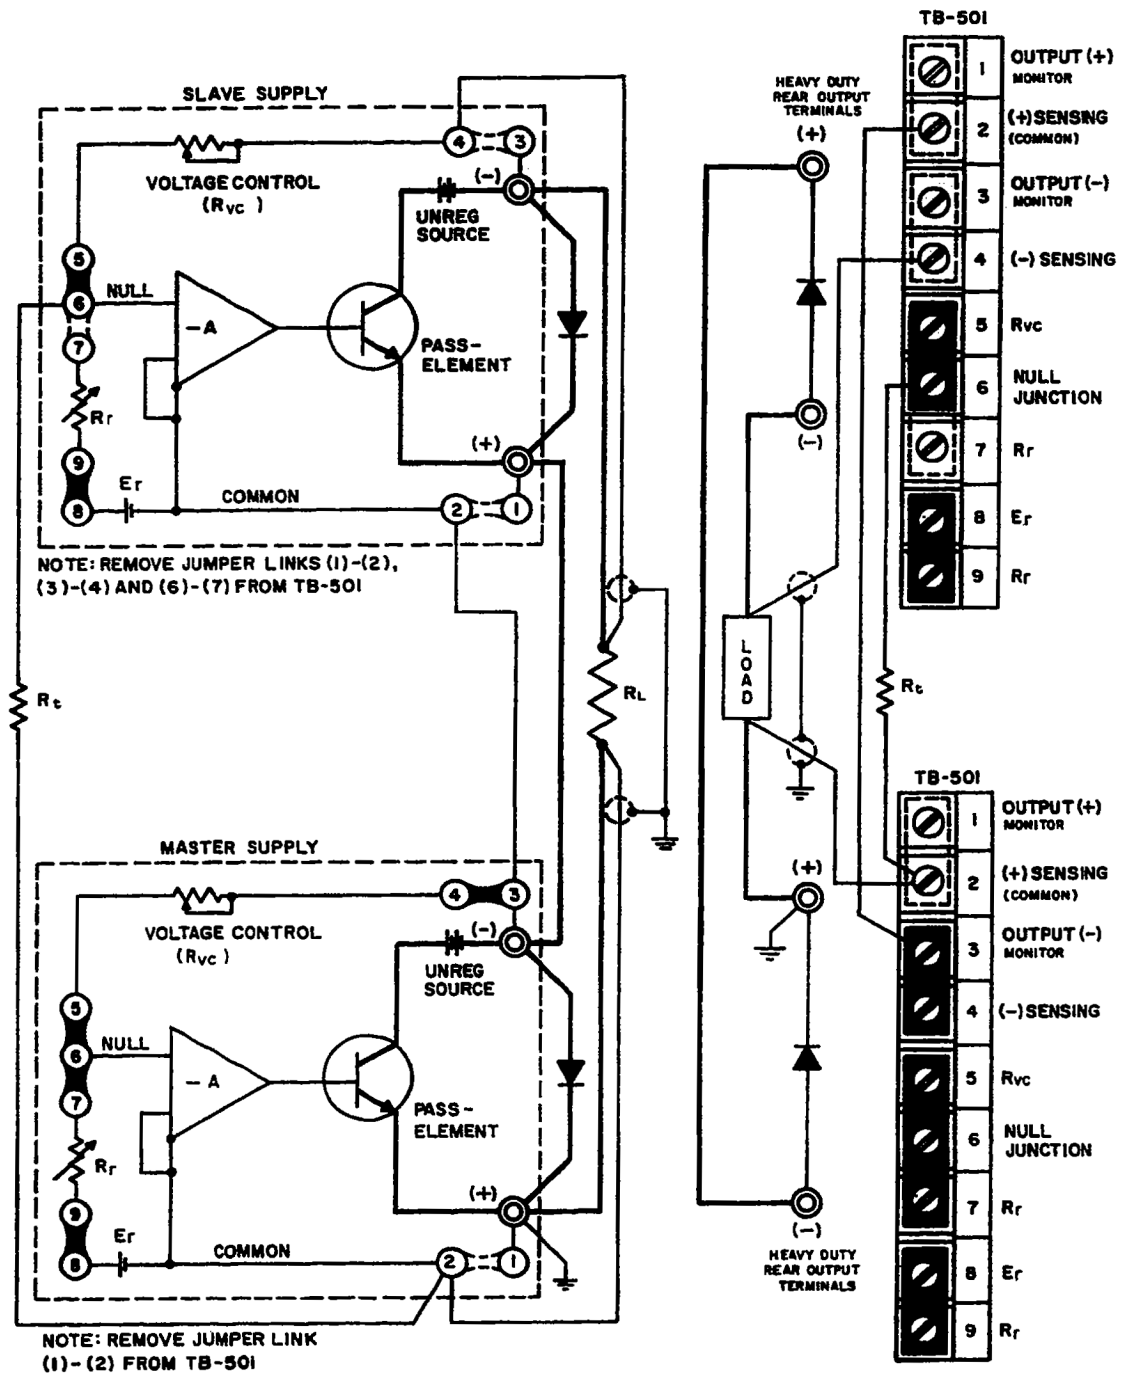 SLAVE SUPPLY
4
3
VOLTAGE CONTROL
(RVC )
(-)
UNREG
SOURCE
5
6
NULL
7
-A
PASS-
ELEMENT
Rr
9
8
Er
COMMON
(+)
2
1
NOTE: REMOVE JUMPER LINKS (1)-(2),
(3)-(4) AND (6)-(7) FROM TB-501
Rt
RL
MASTER SUPPLY
4
3
VOLTAGE CONTROL
(RVC )
(-)
UNREG
SOURCE
5
6
NULL
7
-A
PASS-
ELEMENT
Rr
9
8
Er
COMMON
(+)
2
1
NOTE: REMOVE JUMPER LINK
(1)-(2) FROM TB-501
HEAVY DUTY
REAR OUTPUT
TERMINALS
(+)
(-)
LOAD
(+)
(-)
HEAVY DUTY
REAR OUTPUT
TERMINALS
Rt
TB-501
1 OUTPUT (+)
MONITOR
2 (+) SENSING
(COMMON)
3 OUTPUT (-)
MONITOR
4 (-) SENSING
5 RVC
6 NULL
JUNCTION
7 Rr
8 Er
9 Rr
TB-501
1 OUTPUT (+)
MONITOR
2 (+) SENSING
(COMMON)
3 OUTPUT (-)
MONITOR
4 (-) SENSING
5 RVC
6 NULL
JUNCTION
7 Rr
8 Er
9 Rr